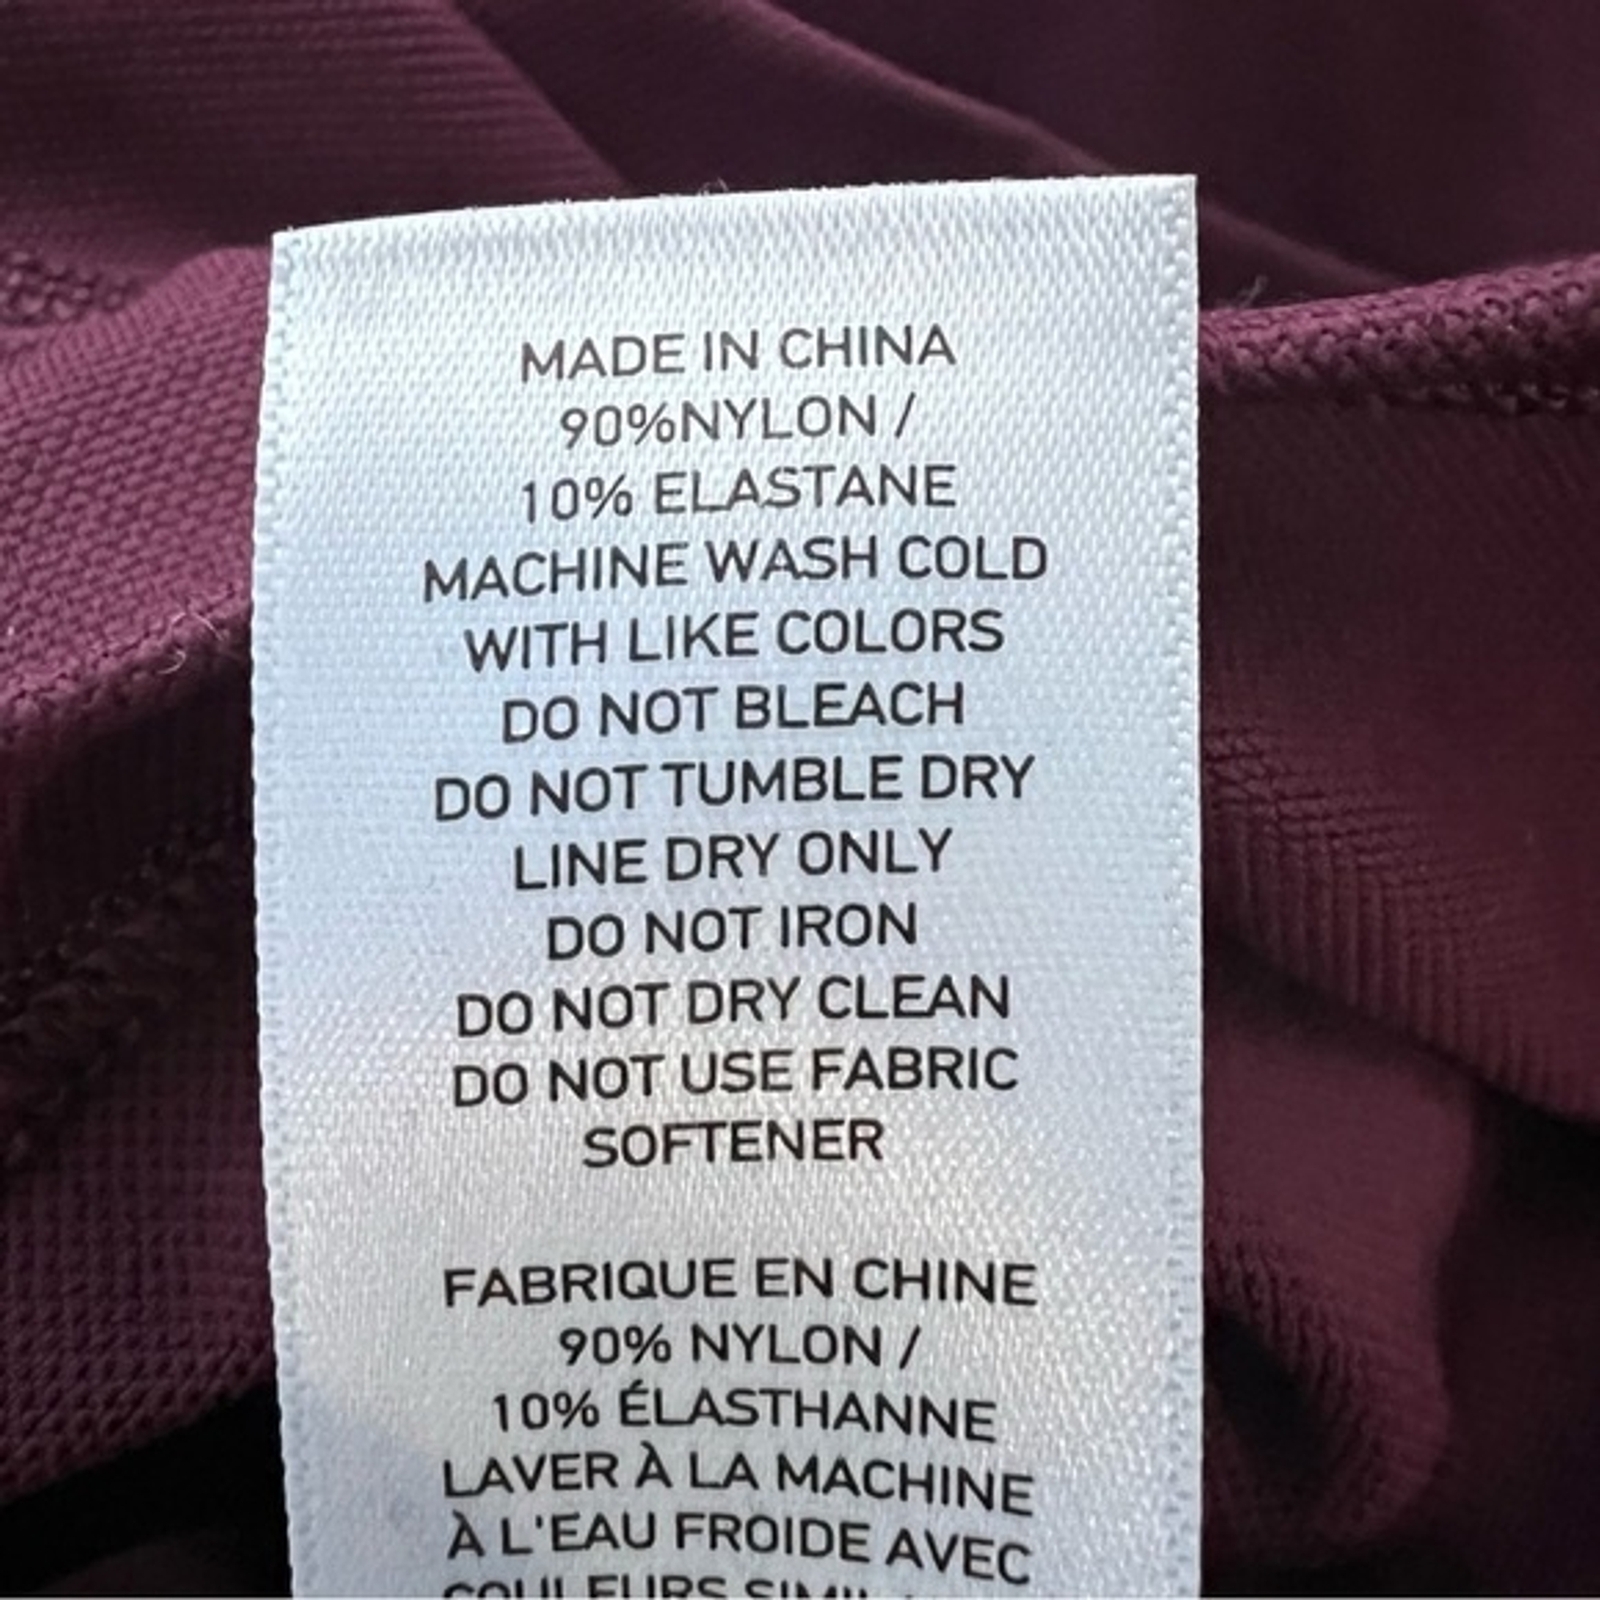 MADE IN CHINA
90%NYLON /
10% ELASTANE
MACHINE WASH COLD
WITH LIKE COLORS
DO NOT BLEACH
DO NOT TUMBLE DRY
LINE DRY ONLY
DO NOT IRON
DO NOT DRY CLEAN
DO NOT USE FABRIC
SOFTENER
FABRIQUE EN CHINE
90% NYLON /
10% ÉLASTHANNE
LAVER À LA MACHINE
À L'EAU FROIDE AVEC
COULEURS